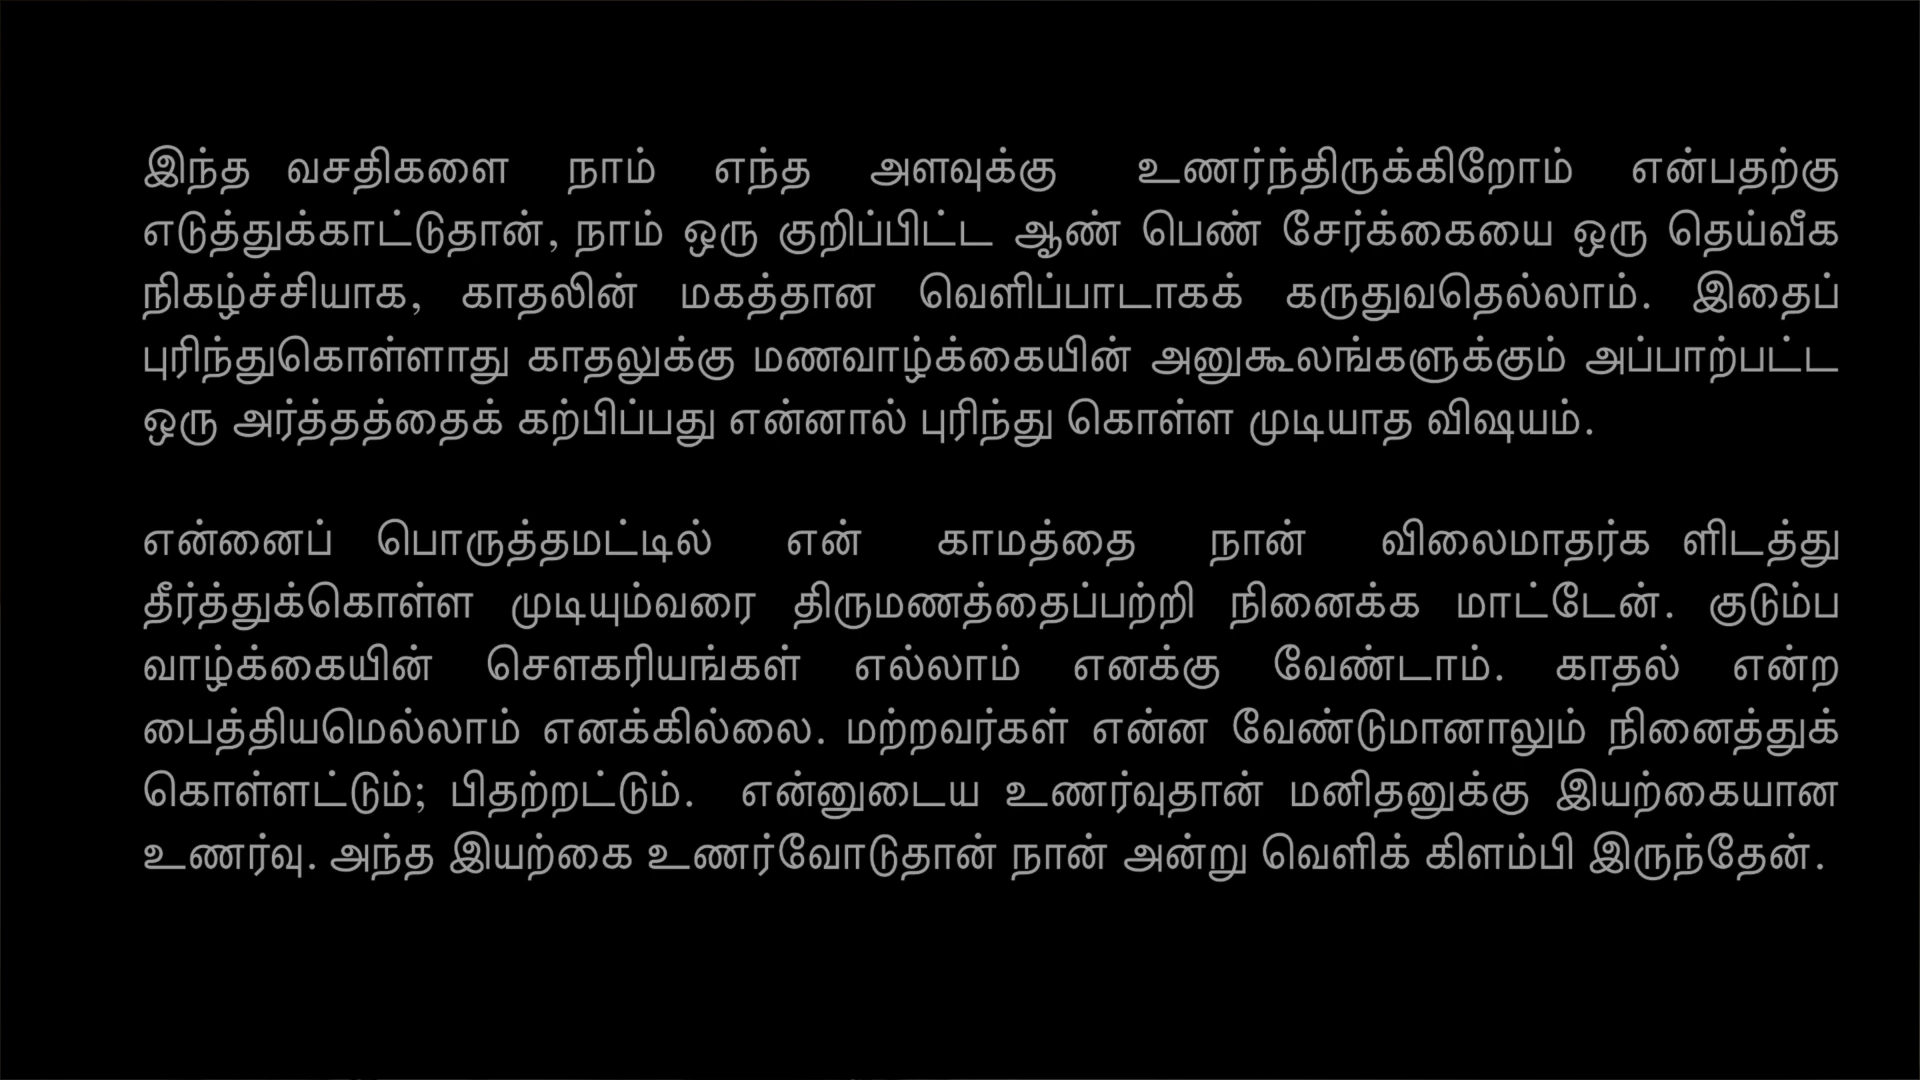 இந்த வசதிகளை நாம் எந்த அளவுக்கு உணர்ந்திருக்கிறோம் என்பதற்கு
எடுத்துக்காட்டுதான், நாம் ஒரு குறிப்பிட்ட ஆண் பெண் சேர்க்கையை ஒரு தெய்வீக
நிகழ்ச்சியாக, காதலின் மகத்தான வெளிப்பாடாகக் கருதுவதெல்லாம். இதைப்
புரிந்துகொள்ளாது காதலுக்கு மணவாழ்க்கையின் அனுகூலங்களுக்கும் அப்பாற்பட்ட
ஒரு அர்த்தத்தைக் கற்பிப்பது என்னால் புரிந்து கொள்ள முடியாத விஷயம்.
என்னைப் பொருத்தமட்டில் என் காமத்தை நான் விலைமாதர்க ளிடத்து
தீர்த்துக்கொள்ள முடியும்வரை திருமணத்தைப்பற்றி நினைக்க மாட்டேன். குடும்ப
வாழ்க்கையின் சௌகரியங்கள் எல்லாம் எனக்கு வேண்டாம். காதல் என்ற
பைத்தியமெல்லாம் எனக்கில்லை. மற்றவர்கள் என்ன வேண்டுமானாலும் நினைத்துக்
கொள்ளட்டும்; பிதற்றட்டும். என்னுடைய உணர்வுதான் மனிதனுக்கு இயற்கையான
உணர்வு. அந்த இயற்கை உணர்வோடுதான் நான் அன்று வெளிக் கிளம்பி இருந்தேன்.